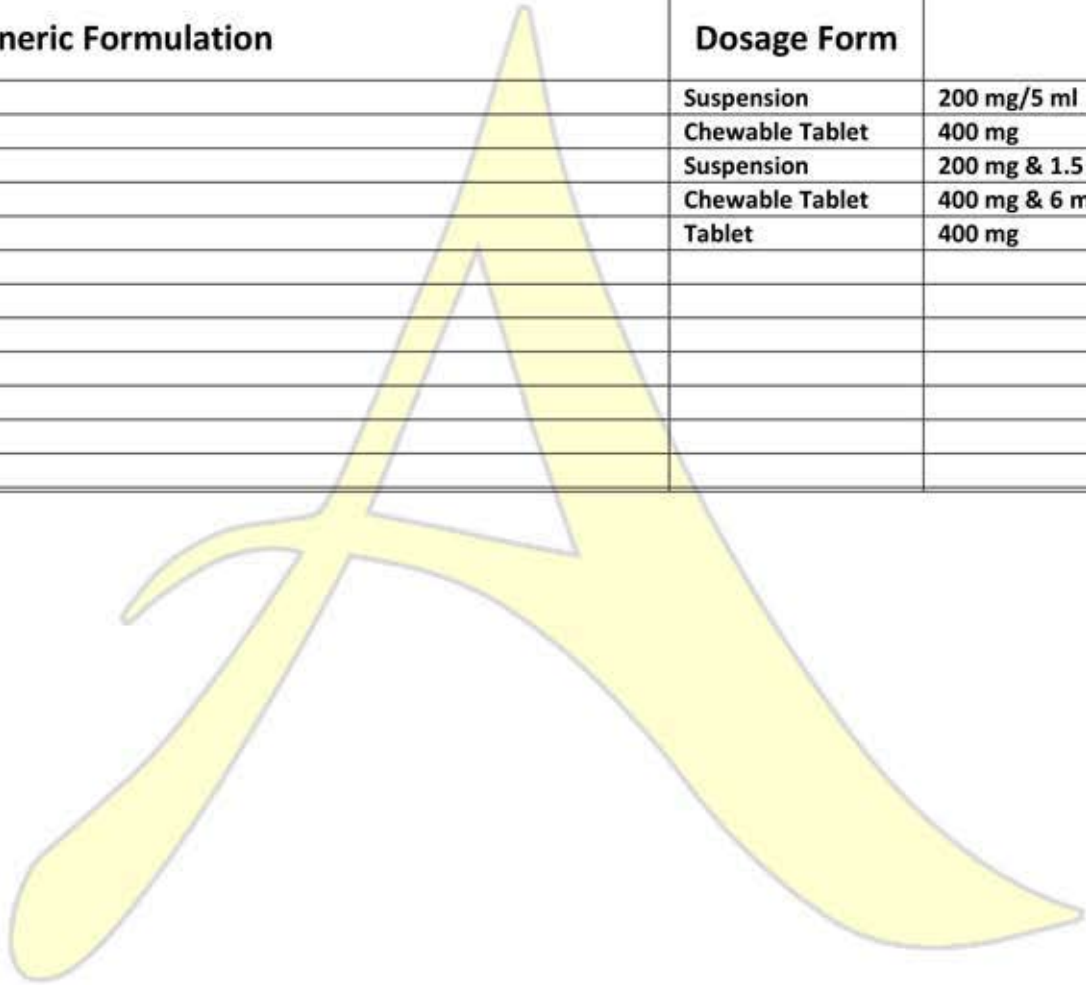 neric Formulation Dosage Form
Suspension 200 mg/5 ml
Chewable Tablet 400 mg
Suspension 200 mg & 1.5
Chewable Tablet 400 mg & 6 m
Tablet 400 mg